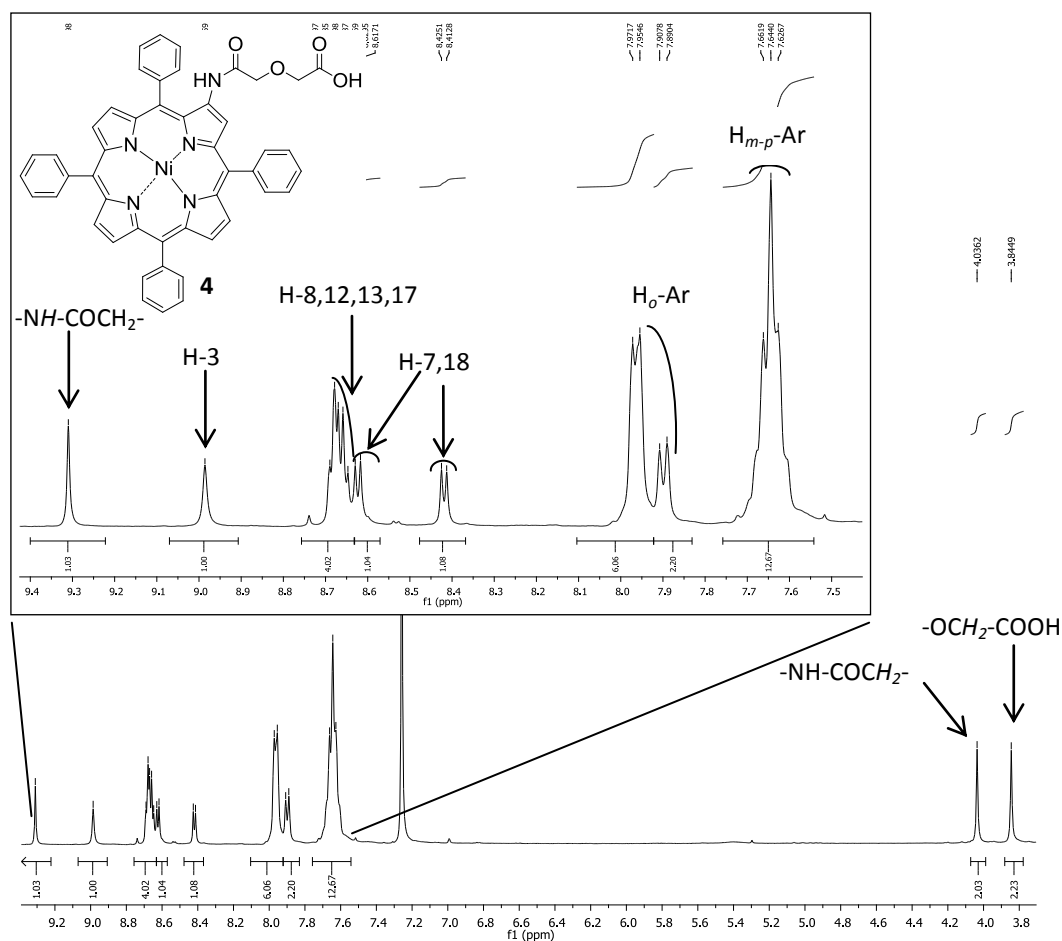 8,6171
8,4251
8,4128
7,9717
7,9546
7,9078
7,8904
7,6619
7,6440
7,6267
O
O
HN
O
OH
N
N
Ni
N
N
4
H-8,12,13,17
H-7,18
-NH-COCH2-
H-3
Ho-Ar
Hm-p-Ar
4,0362
3,8449
1.03
1.00
4.02
1.04
1.08
6.06
2.20
12.67
9.4 9.3 9.2 9.1 9.0 8.9 8.8 8.7 8.6 8.5 8.4 8.3 8.2 8.1 8.0 7.9 7.8 7.7 7.6 7.5
f1 (ppm)
-OCH2-COOH
-NH-COCH2-
1.03
1.00
4.02
1.04
1.08
6.06
2.20
12.67
2.03
2.23
9.2 9.0 8.8 8.6 8.4 8.2 8.0 7.8 7.6 7.4 7.2 7.0 6.8 6.6 6.4 6.2 6.0 5.8 5.6 5.4 5.2 5.0 4.8 4.6 4.4 4.2 4.0 3.8
f1 (ppm)